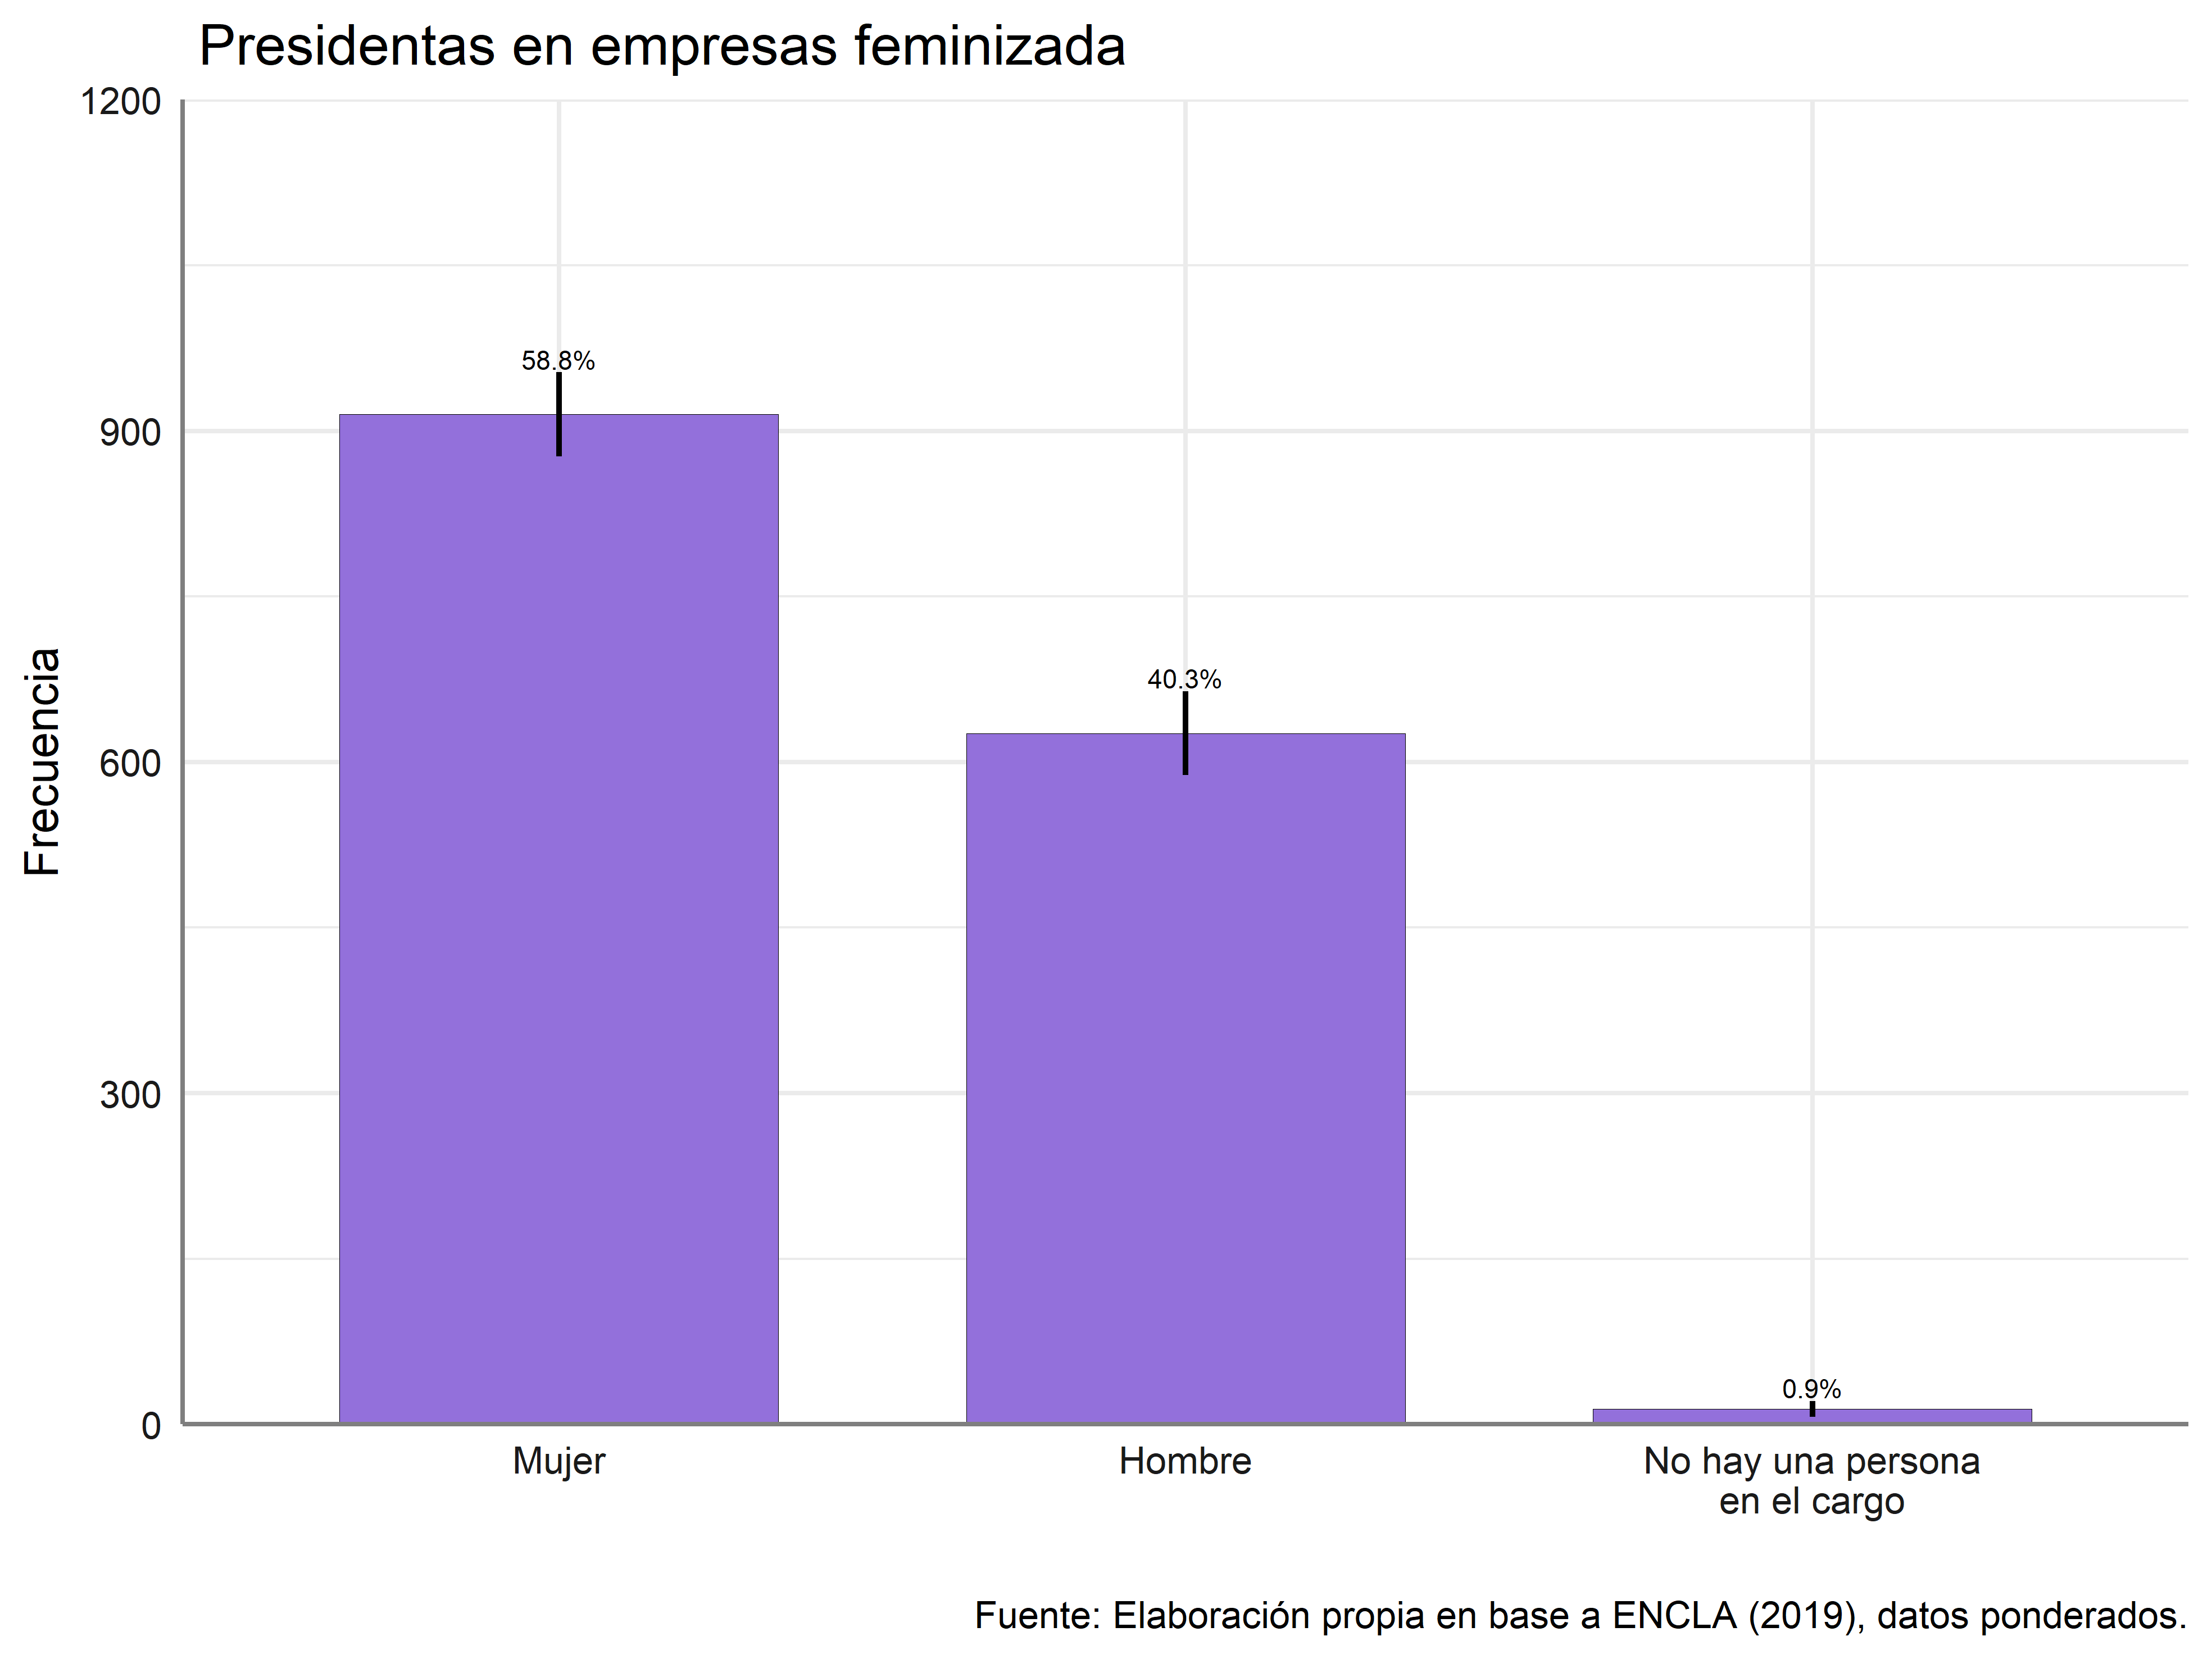 Presidentas en empresas feminizada
1200
900
600
300
0
Frecuencia
58.8%
40.3%
0.9%
Mujer
Hombre
No hay una persona
en el cargo
Fuente: Elaboración propia en base a ENCLA (2019), datos ponderados.